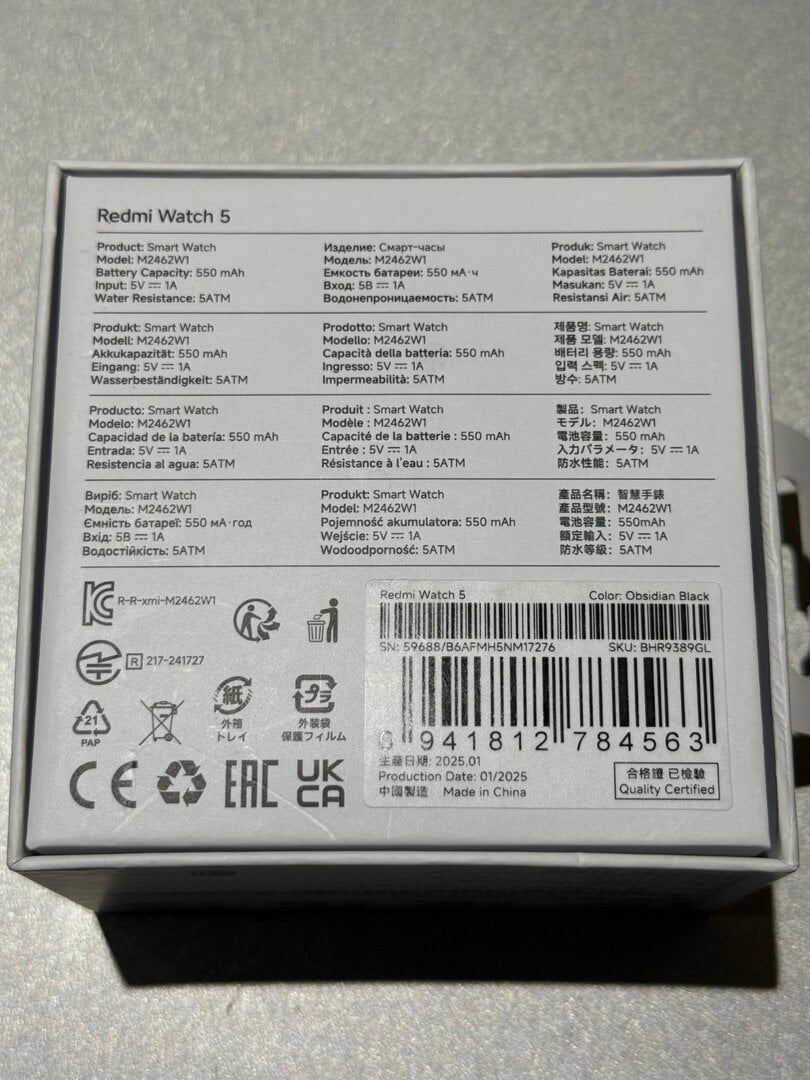 Redmi Watch 5
Product: Smart Watch
Model: M2462W1
Battery Capacity: 550 mAh
Input: 5V ⎓ 1A
Water Resistance: 5ATM
Изделие: Смарт-часы
Модель: M2462W1
Емкость батареи: 550 мА·ч
Вход: 5В ⎓ 1А
Водонепроницаемость: 5ATM
Produk: Smart Watch
Model: M2462W1
Kapasitas Baterai: 550 mAh
Masukan: 5V ⎓ 1A
Resistansi Air: 5ATM
Produkt: Smart Watch
Modell: M2462W1
Akkukapazität: 550 mAh
Eingang: 5V ⎓ 1A
Wasserbeständigkeit: 5ATM
Prodotto: Smart Watch
Modello: M2462W1
Capacità della batteria: 550 mAh
Ingresso: 5V ⎓ 1A
Impermeabilità: 5ATM
제품명: Smart Watch
제품 모델: M2462W1
배터리 용량: 550 mAh
입력 스펙: 5V ⎓ 1A
방수: 5ATM
Producto: Smart Watch
Modelo: M2462W1
Capacidad de la batería: 550 mAh
Entrada: 5V ⎓ 1A
Resistencia al agua: 5ATM
Produit : Smart Watch
Modèle : M2462W1
Capacité de la batterie : 550 mAh
Entrée : 5V ⎓ 1A
Résistance à l'eau : 5ATM
製品： Smart Watch
モデル： M2462W1
電池容量： 550 mAh
入力パラメータ： 5V ⎓ 1A
防水性能： 5ATM
Виріб: Smart Watch
Модель: M2462W1
Ємність батареї: 550 мА·год
Вхід: 5В ⎓ 1А
Водостійкість: 5ATM
Produkt: Smart Watch
Model: M2462W1
Pojemność akumulatora: 550 mAh
Wejście: 5V ⎓ 1A
Wodoodporność: 5ATM
產品名稱： 智慧手錶
產品型號： M2462W1
電池容量： 550mAh
額定輸入： 5V ⎓ 1A
防水等級： 5ATM
R-R-xmi-M2462W1
R 217-241727
21
PAP
紙
外箱
トレイ
プラ
外装袋
保護フィルム
CE
EAC
UK
CA
Redmi Watch 5
Color: Obsidian Black
SN: 59688/B6AFMH5NM17276
SKU: BHR9389GL
6 941812 784563
生產日期: 2025.01
Production Date: 01/2025
中國製造 Made in China
合格證 已檢驗
Quality Certified